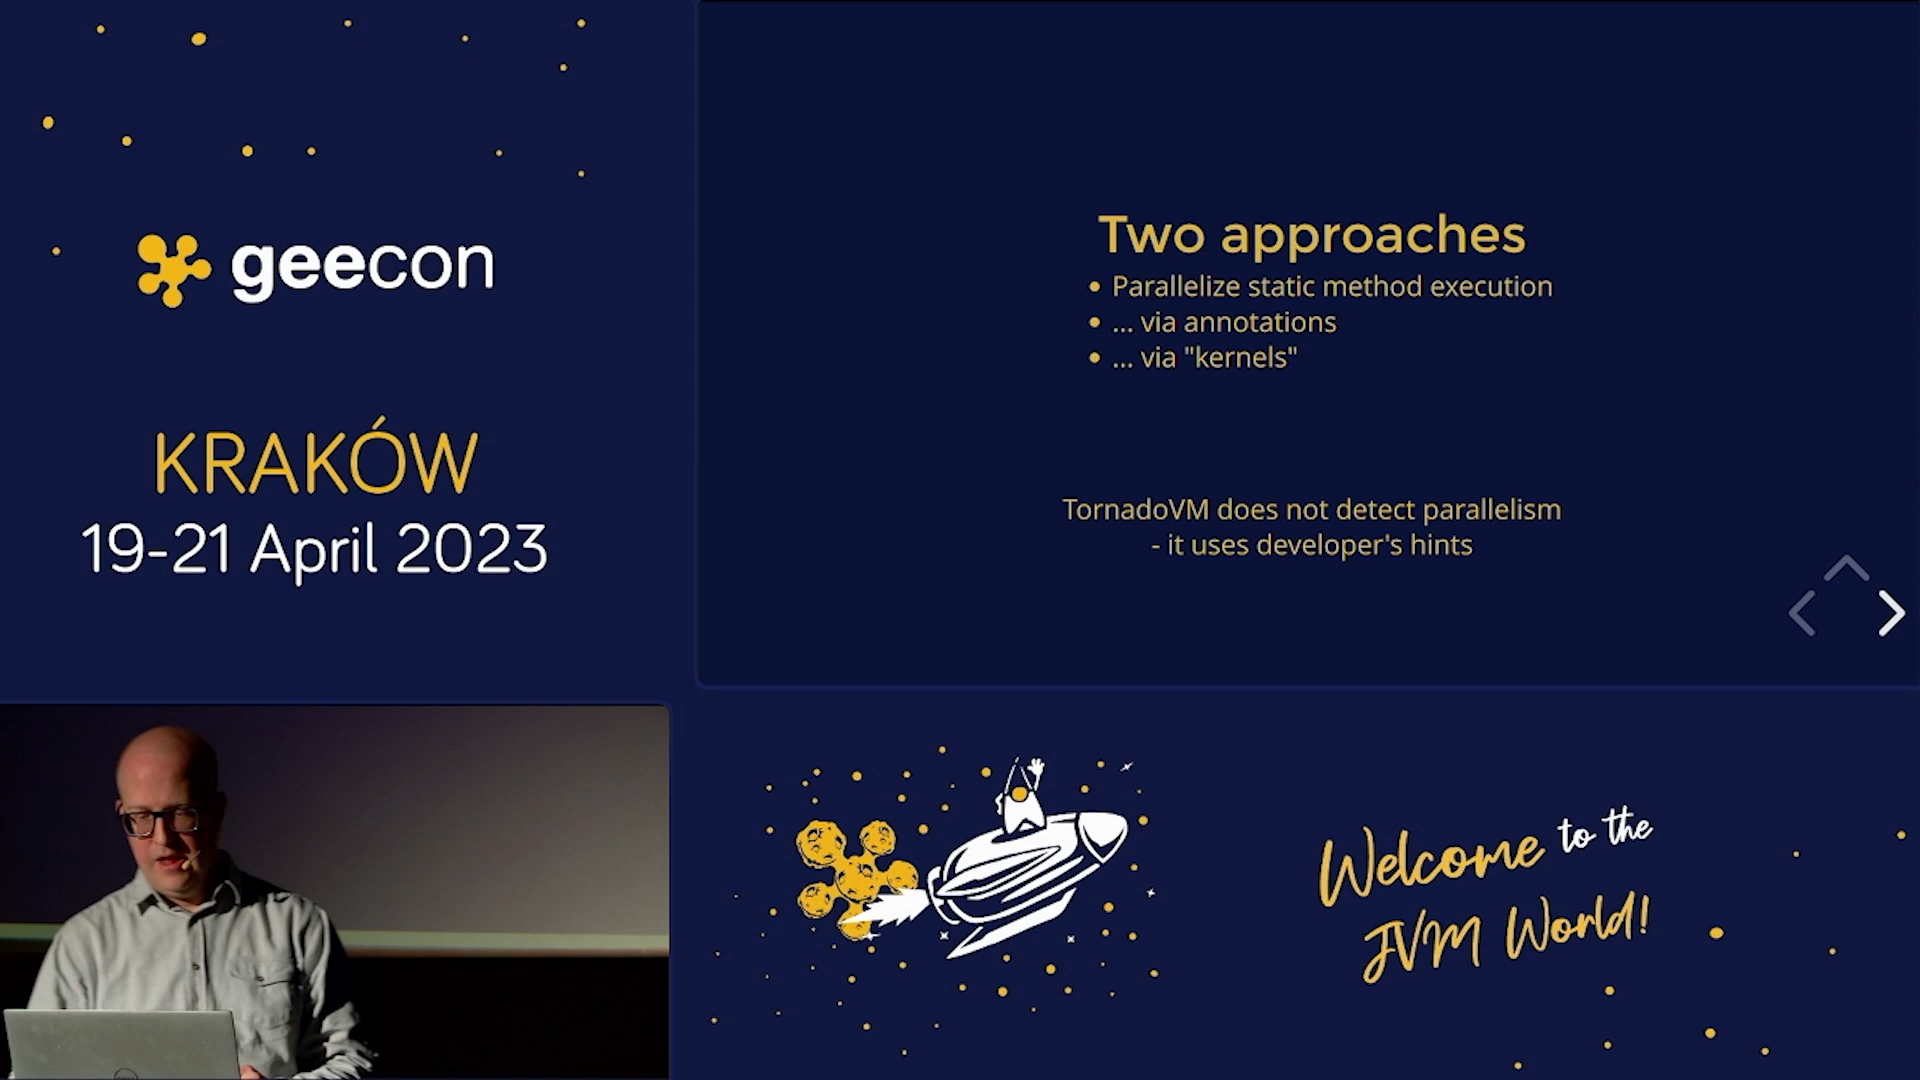 geecon
KRAKÓW
19-21 April 2023
Two approaches
• Parallelize static method execution
• ... via annotations
• ... via "kernels"
TornadoVM does not detect parallelism
- it uses developer's hints
Welcome to the
JVM World!